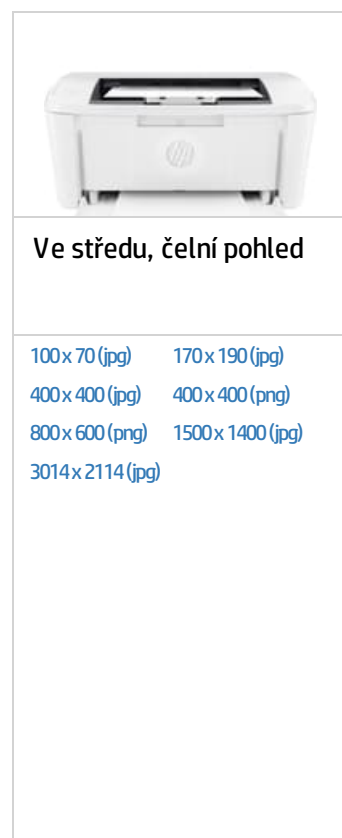 Ve středu, čelní pohled
100 x 70 (jpg) 170 x 190 (jpg)
400 x 400 (jpg) 400 x 400 (png)
800 x 600 (png) 1500 x 1400 (jpg)
3014 x 2114 (jpg)